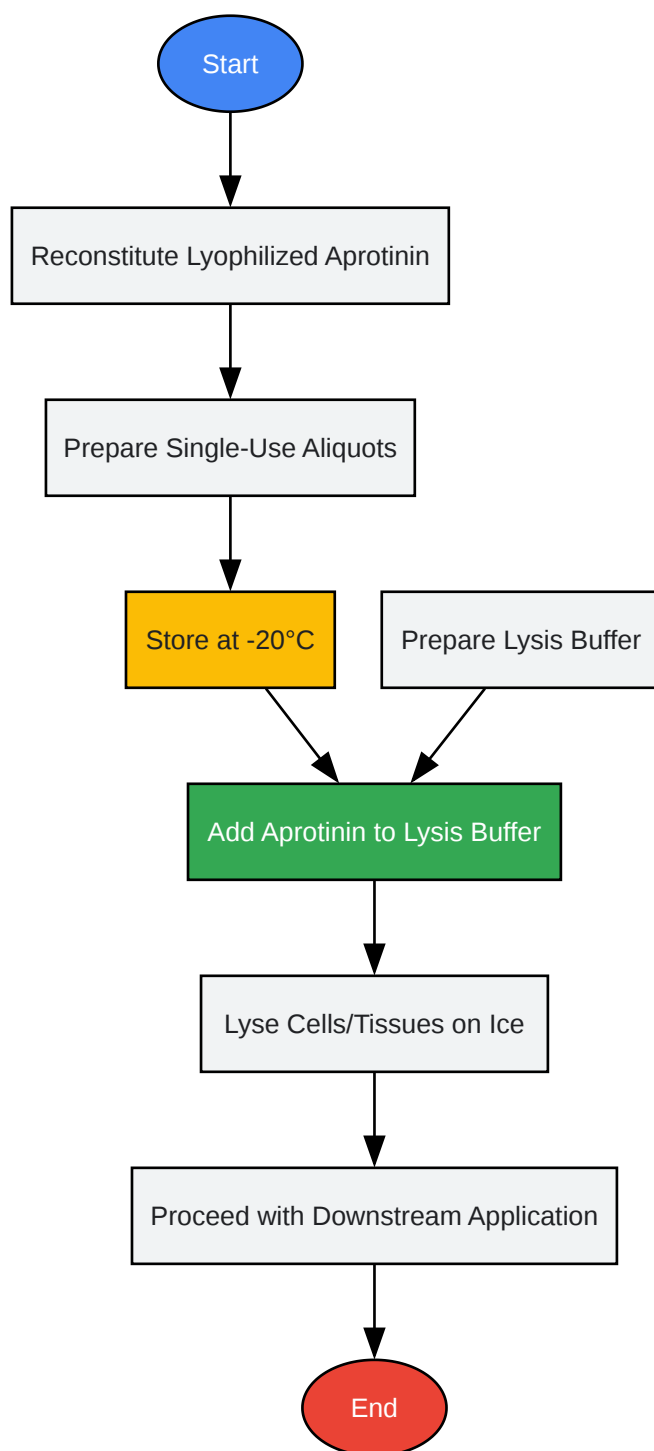 Start
Reconstitute Lyophilized Aprotinin
Prepare Single-Use Aliquots
Store at -20°C
Prepare Lysis Buffer
Add Aprotinin to Lysis Buffer
Lyse Cells/Tissues on Ice
Proceed with Downstream Application
End